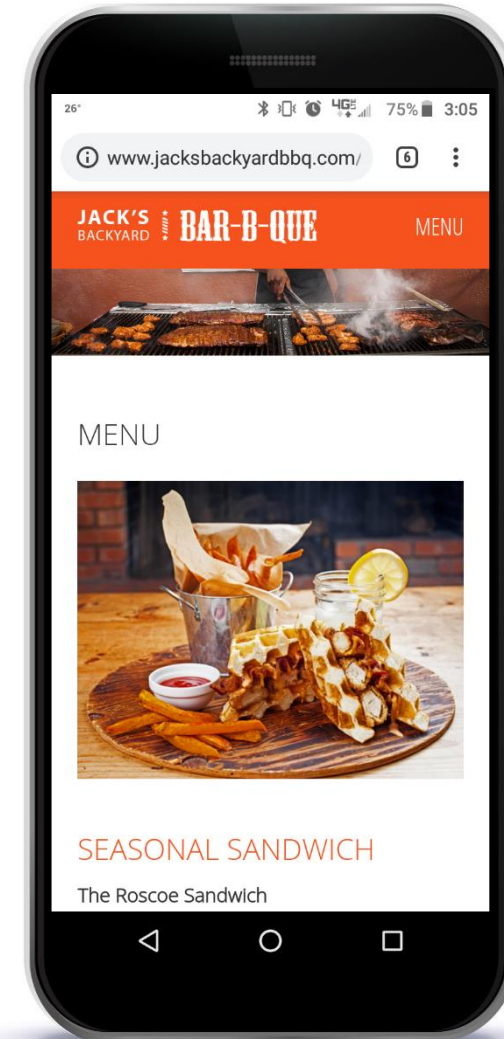 26°
4G 75% 3:05
www.jacksbackyardbbq.com/ 6
JACK'S
BACKYARD
BAR-B-QUE
MENU
MENU
SEASONAL SANDWICH
The Roscoe Sandwich